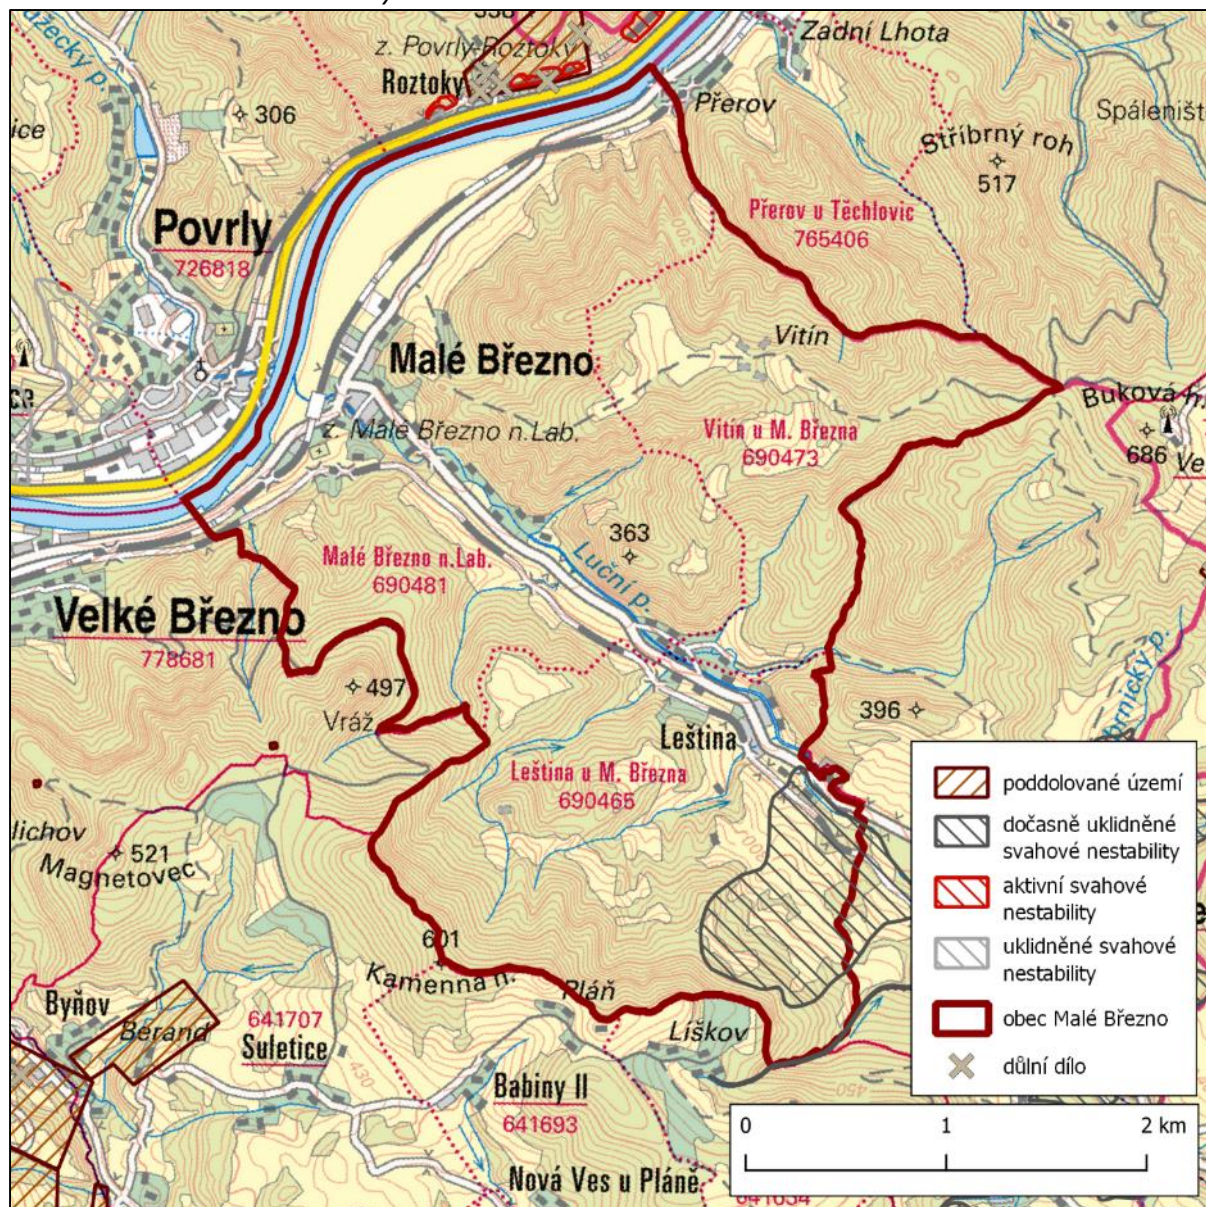 z. Povrly-Roztoky
Roztoky
Zadní Lhota
306
Přerov
Spáleniště
Stříbrný roh
517
Povrly
726818
Přerov u Těchlovic
765406
Vitín
Malé Březno
Buková h.
686
z. Malé Březno n.Lab.
Vitín u M. Března
690473
363
Malé Březno n.Lab.
690481
Luční p.
Velké Březno
778681
497
Vráž
396
Leština
Leština u M. Března
690465
lichov
521
Magnetovec
601
Kamenna h.
Pláň
Líškov
Byňov
Berand
641707
Suletice
430
450
Babiny II
641693
Nová Ves u Pláně
poddolované území
dočasně uklidněné
svahové nestability
aktivní svahové
nestability
uklidněné svahové
nestability
obec Malé Březno
důlní dílo
0 1 2 km